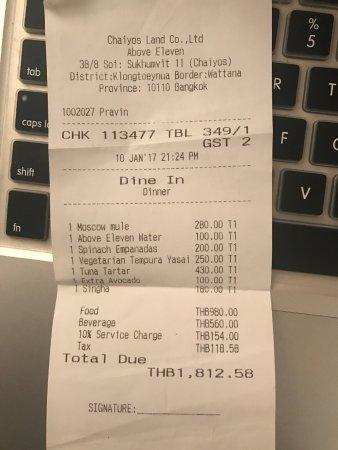 Chaiyos Land Co.,Ltd
Above Eleven
38/8 Soi: Sukhumvit 11 (Chaiyos)
District:Klongtoeynua Border:Wattana
Province: 10110 Bangkok
1002027 Pravin
CHK 113477 TBL 349/1
GST 2
10 JAN'17 21:24 PM
Dine In
Dinner
1 Moscow mule 280.00 T1
1 Above Eleven Water 100.00 T1
1 Spinach Empanadas 200.00 T1
1 Vegetarian Tempura Yasai 250.00 T1
1 Tuna Tartar 430.00 T1
1 Extra Avocado 100.00 T1
1 Singha 180.00 T1
Food THB980.00
Beverage THB560.00
10% Service Charge THB154.00
Tax THB118.58
Total Due
THB1,812.58
SIGNATURE:
tab
caps lo
shift
fn
%
5
E
R
D
F
C
V